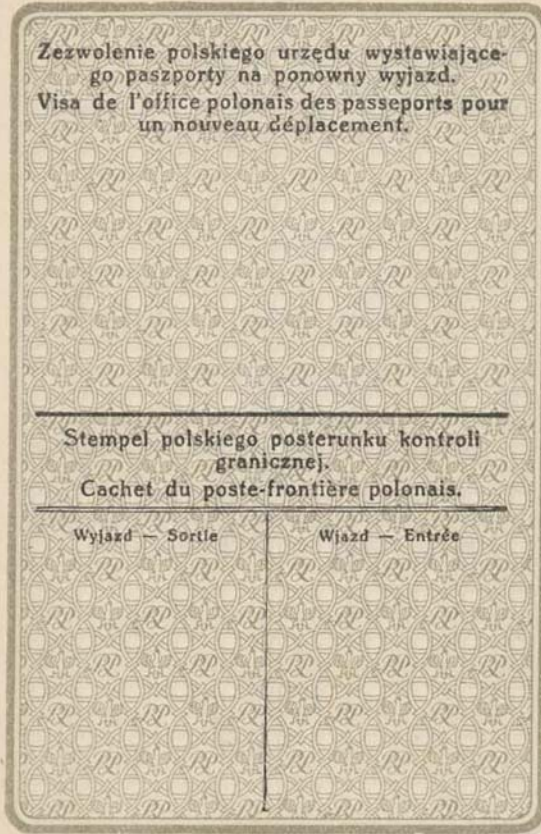 Zezwolenie polskiego urzędu wystawiające-
go paszporty na ponowny wyjazd.
Visa de l'office polonais des passeports pour
un nouveau déplacement.
Stempel polskiego posterunku kontroli
granicznej.
Cachet du poste-frontière polonais.
Wyjazd — Sortie
Wjazd — Entrée